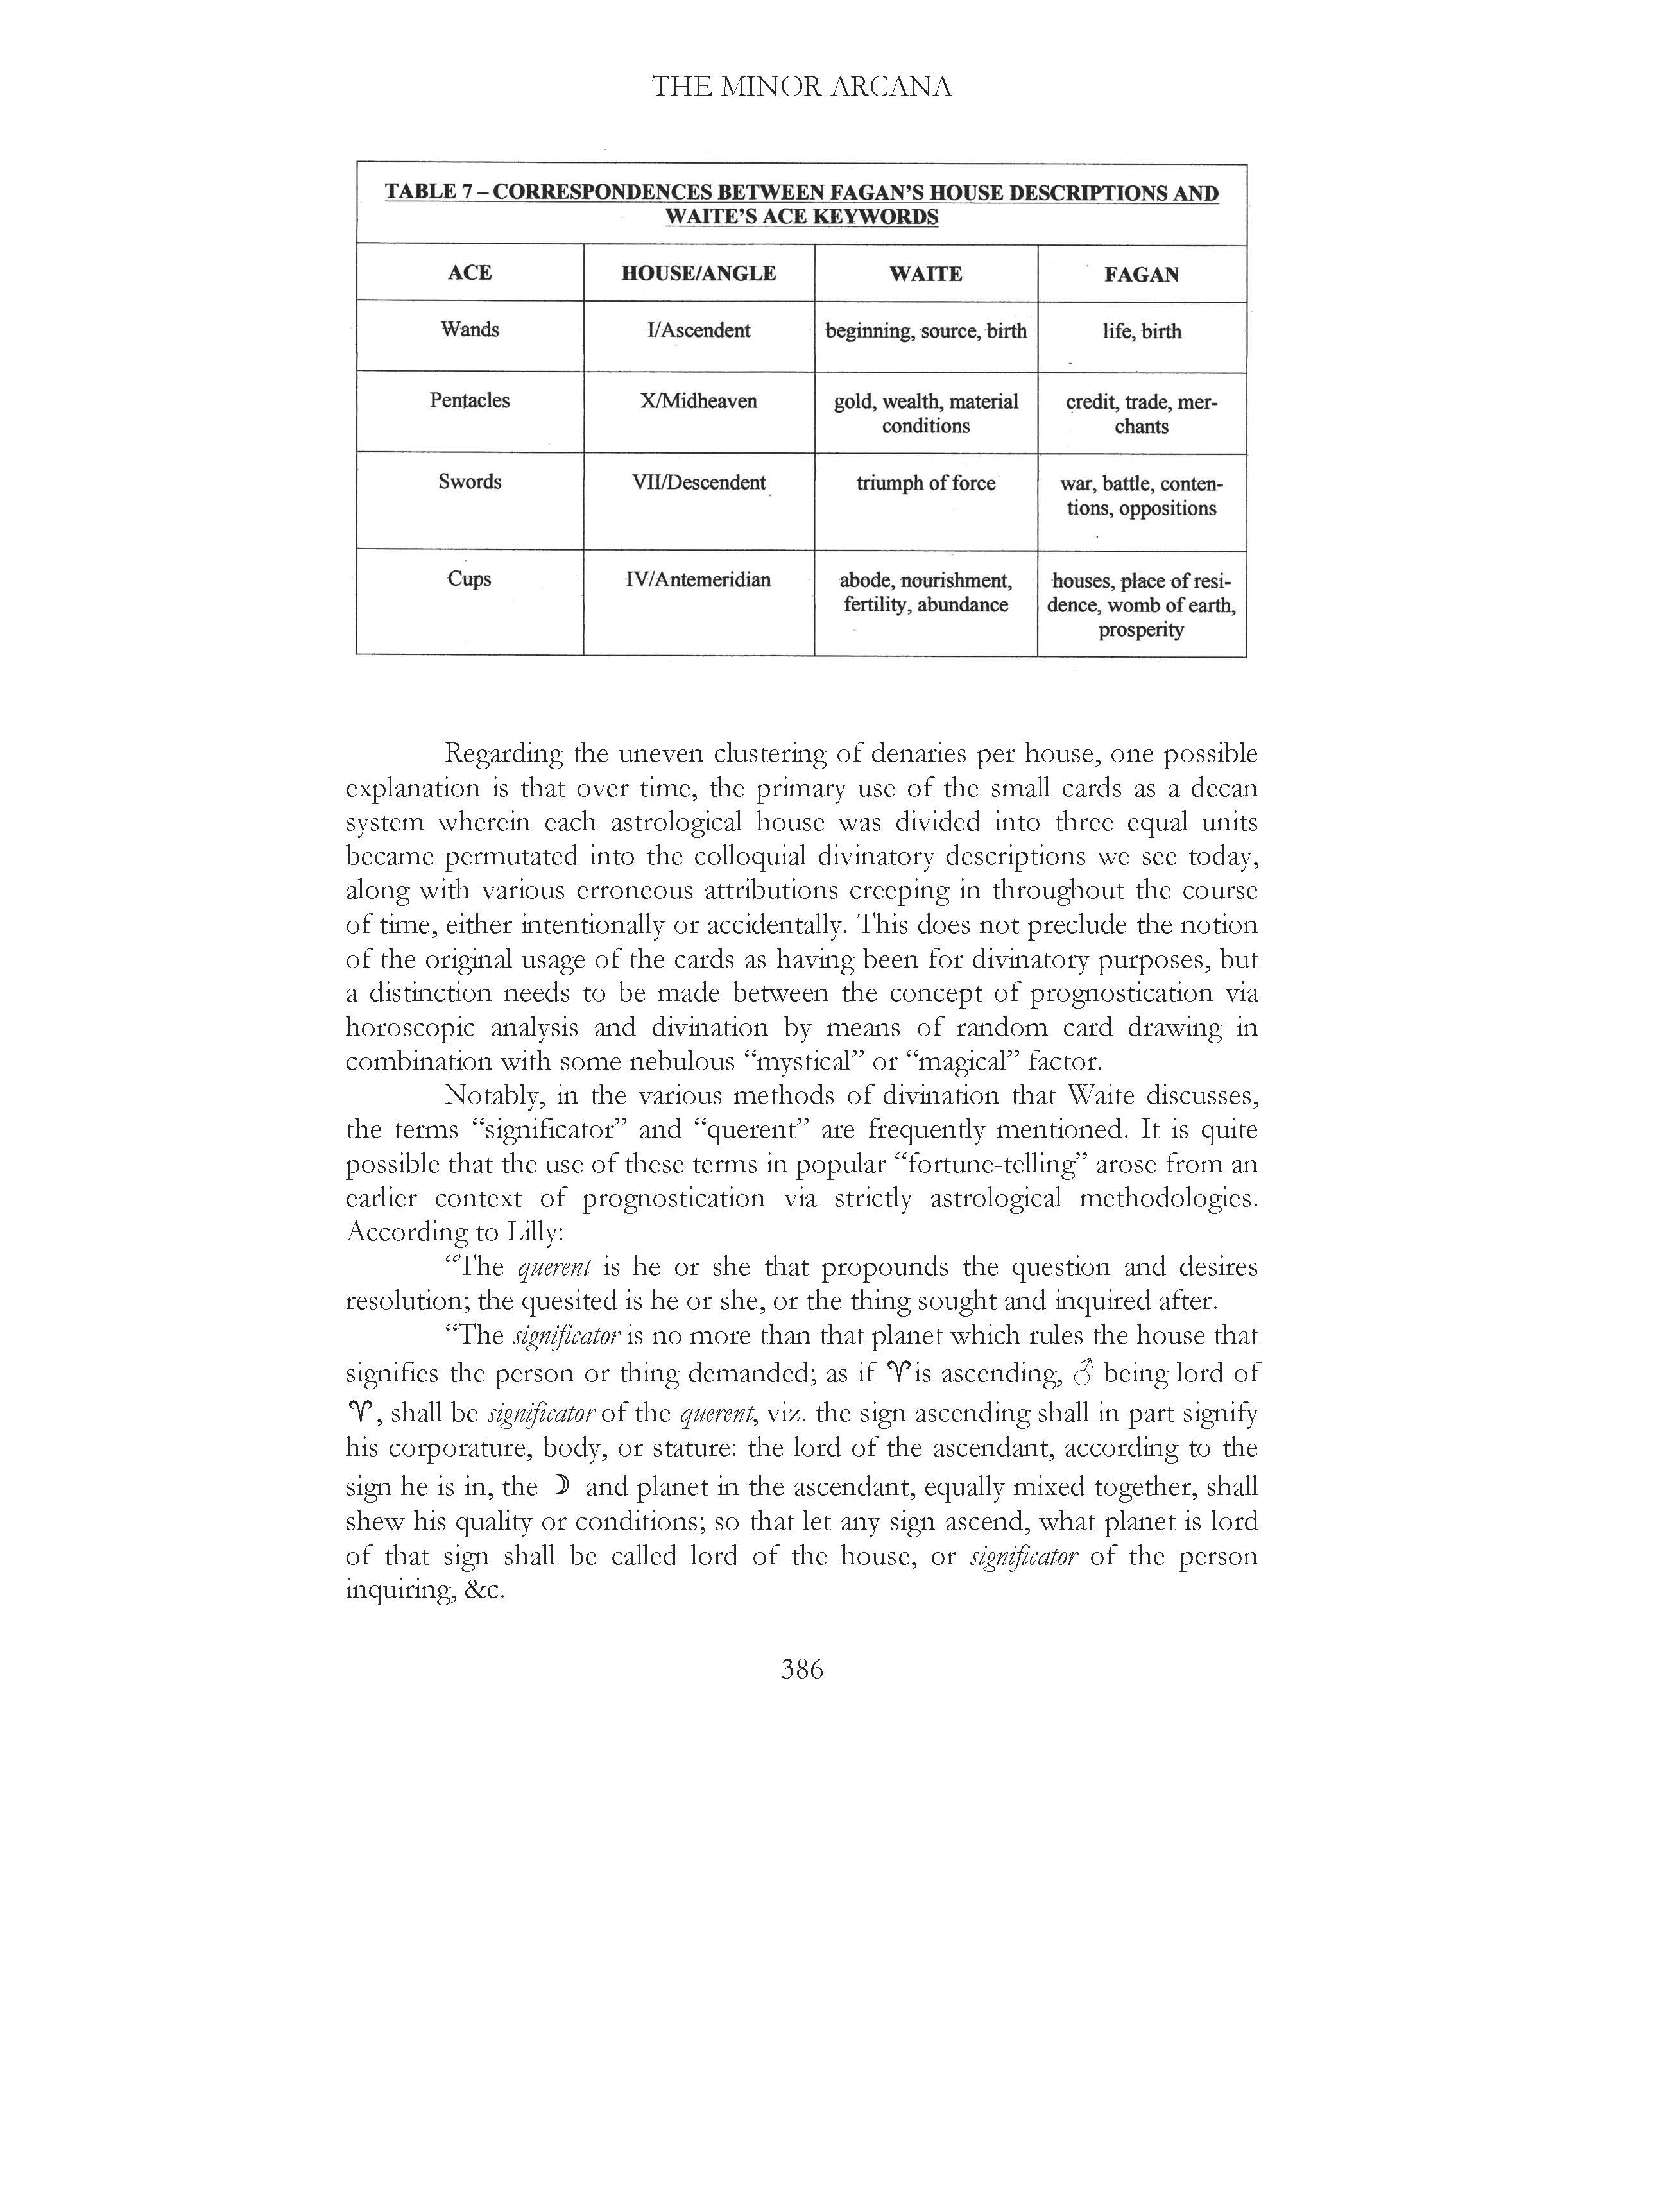 THE MINOR ARCANA
TABLE 7 – CORRESPONDENCES BETWEEN FAGAN'S HOUSE DESCRIPTIONS AND
WAITE'S ACE KEYWORDS
ACE HOUSE/ANGLE WAITE FAGAN
Wands I/Ascendent beginning, source, birth life, birth
Pentacles X/Midheaven gold, wealth, material credit, trade, mer-
conditions chants
Swords VII/Descendent triumph of force war, battle, conten-
tions, oppositions
Cups IV/Antemeridian abode, nourishment, houses, place of resi-
fertility, abundance dence, womb of earth,
prosperity
Regarding the uneven clustering of denaries per house, one possible
explanation is that over time, the primary use of the small cards as a decan
system wherein each astrological house was divided into three equal units
became permutated into the colloquial divinatory descriptions we see today,
along with various erroneous attributions creeping in throughout the course
of time, either intentionally or accidentally. This does not preclude the notion
of the original usage of the cards as having been for divinatory purposes, but
a distinction needs to be made between the concept of prognostication via
horoscopic analysis and divination by means of random card drawing in
combination with some nebulous “mystical” or “magical” factor.
Notably, in the various methods of divination that Waite discusses,
the terms “significator” and “querent” are frequently mentioned. It is quite
possible that the use of these terms in popular “fortune-telling” arose from an
earlier context of prognostication via strictly astrological methodologies.
According to Lilly:
“The querent is he or she that propounds the question and desires
resolution; the quesited is he or she, or the thing sought and inquired after.
“The significator is no more than that planet which rules the house that
signifies the person or thing demanded; as if ♈ is ascending, ♂ being lord of
♈, shall be significator of the querent, viz. the sign ascending shall in part signify
his corporature, body, or stature: the lord of the ascendant, according to the
sign he is in, the ☽ and planet in the ascendant, equally mixed together, shall
shew his quality or conditions; so that let any sign ascend, what planet is lord
of that sign shall be called lord of the house, or significator of the person
inquiring, &c.
386